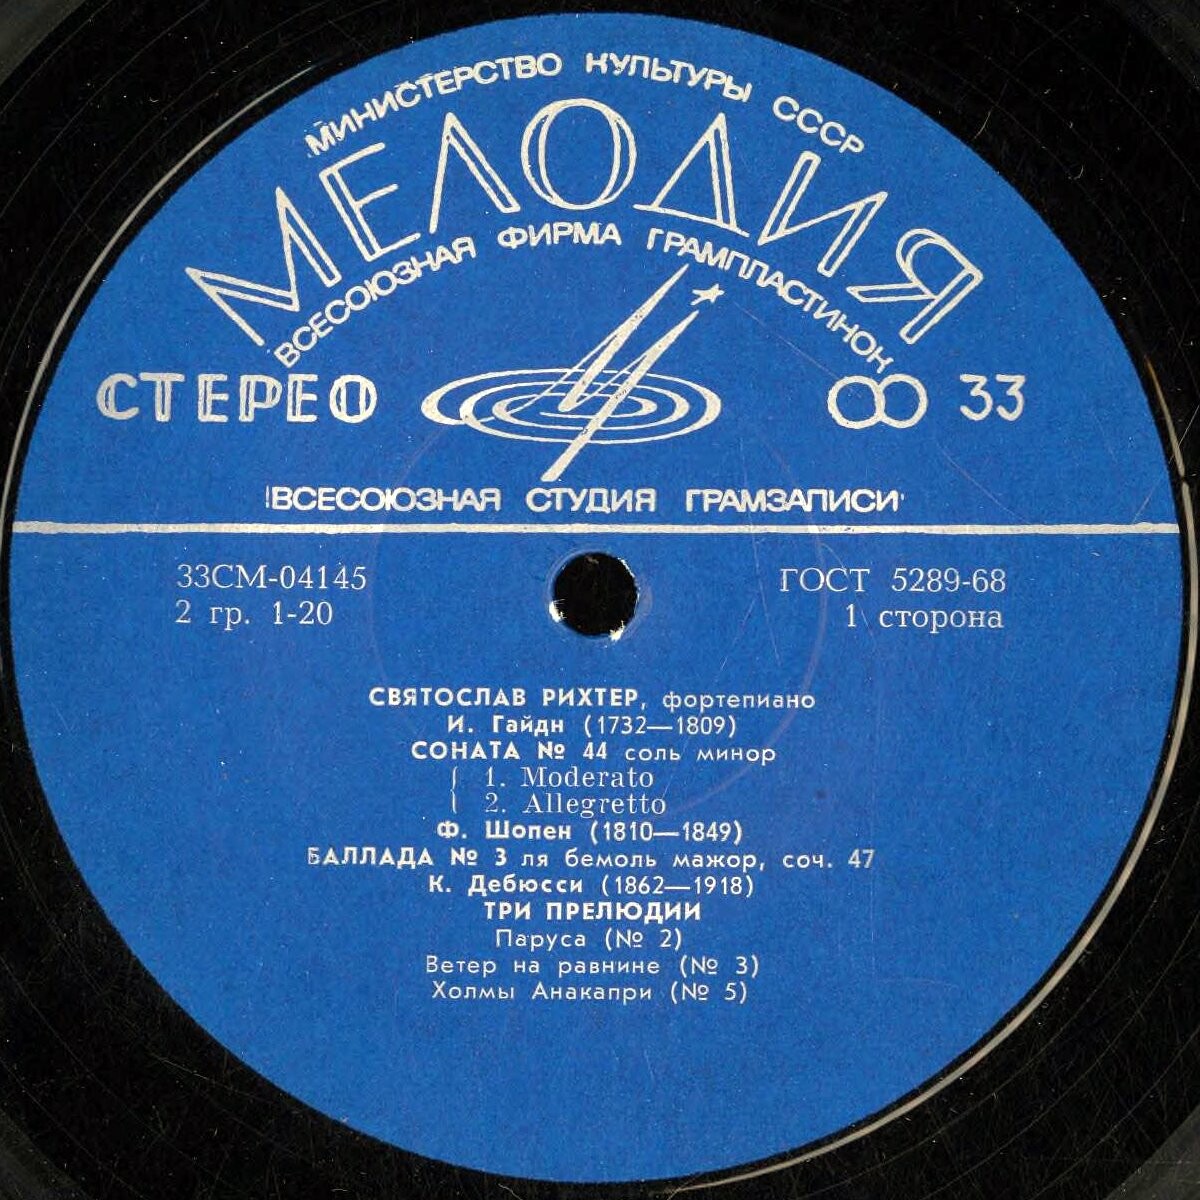 МИНИСТЕРСТВО КУЛЬТУРЫ СССР
МЕЛОДИЯ
ВСЕСОЮЗНАЯ ФИРМА ГРАМПЛАСТИНОК
СТЕРЕО 33
ВСЕСОЮЗНАЯ СТУДИЯ ГРАМЗАПИСИ
33СМ-04145 ГОСТ 5289-68
2 гр. 1-20 1 сторона
СВЯТОСЛАВ РИХТЕР, фортепиано
И. Гайдн (1732—1809)
СОНАТА № 44 соль минор
1. Moderato
2. Allegretto
Ф. Шопен (1810—1849)
БАЛЛАДА № 3 ля бемоль мажор, соч. 47
К. Дебюсси (1862—1918)
ТРИ ПРЕЛЮДИИ
Паруса (№ 2)
Ветер на равнине (№ 3)
Холмы Анакапри (№ 5)